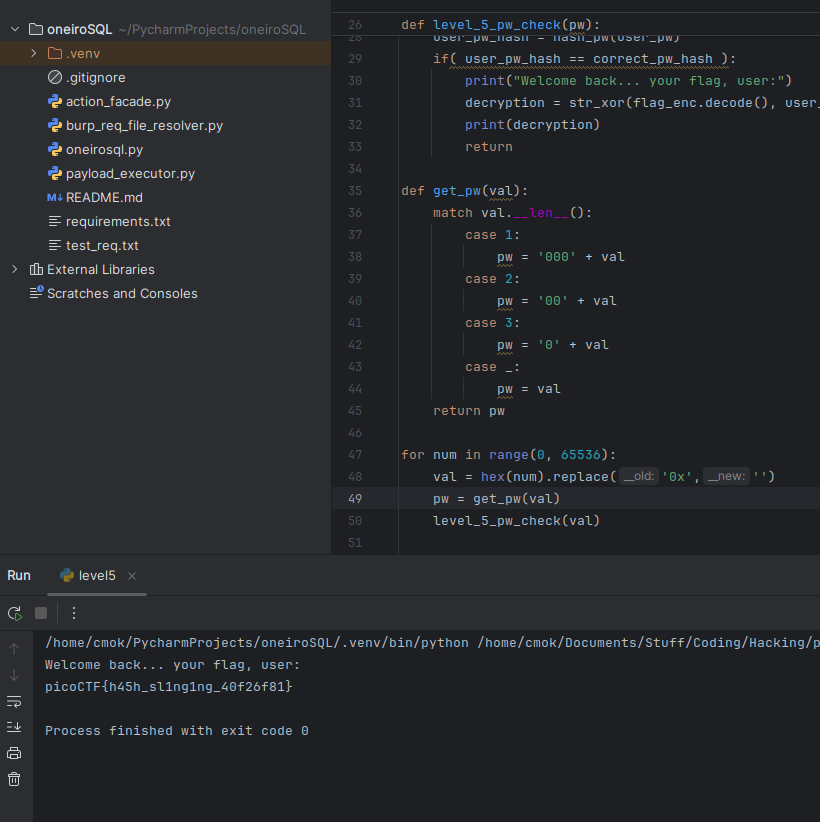 oneiroSQL ~/PycharmProjects/oneiroSQL
.venv
.gitignore
action_facade.py
burp_req_file_resolver.py
oneirosql.py
payload_executor.py
README.md
requirements.txt
test_req.txt
External Libraries
Scratches and Consoles
26 def level_5_pw_check(pw):
28 user_pw_hash = hash_pw(user_pw)
29 if( user_pw_hash == correct_pw_hash ):
30 print("Welcome back... your flag, user:")
31 decryption = str_xor(flag_enc.decode(), user_
32 print(decryption)
33 return
34
35 def get_pw(val):
36 match val.__len__():
37 case 1:
38 pw = '000' + val
39 case 2:
40 pw = '00' + val
41 case 3:
42 pw = '0' + val
43 case _:
44 pw = val
45 return pw
46
47 for num in range(0, 65536):
48 val = hex(num).replace( __old: '0x', __new: '')
49 pw = get_pw(val)
50 level_5_pw_check(val)
51
Run level5
/home/cmok/PycharmProjects/oneiroSQL/.venv/bin/python /home/cmok/Documents/Stuff/Coding/Hacking/p
Welcome back... your flag, user:
picoCTF{h45h_sl1ng1ng_40f26f81}
Process finished with exit code 0